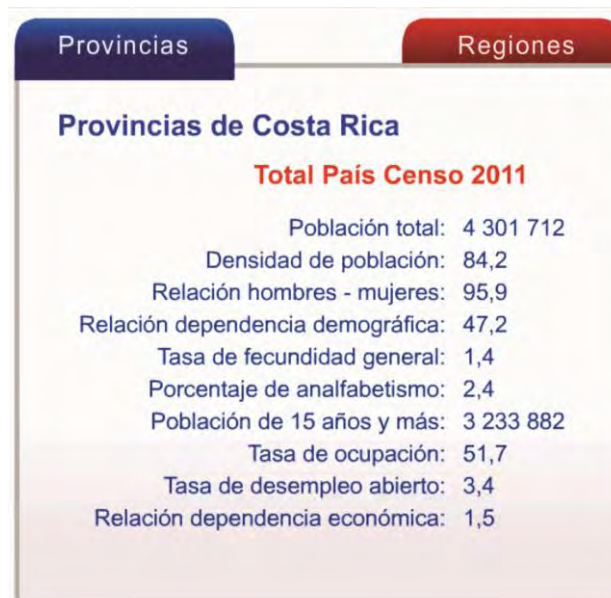 Provincias
Regiones
Provincias de Costa Rica
Total País Censo 2011
Población total: 4 301 712
Densidad de población: 84,2
Relación hombres - mujeres: 95,9
Relación dependencia demográfica: 47,2
Tasa de fecundidad general: 1,4
Porcentaje de analfabetismo: 2,4
Población de 15 años y más: 3 233 882
Tasa de ocupación: 51,7
Tasa de desempleo abierto: 3,4
Relación dependencia económica: 1,5